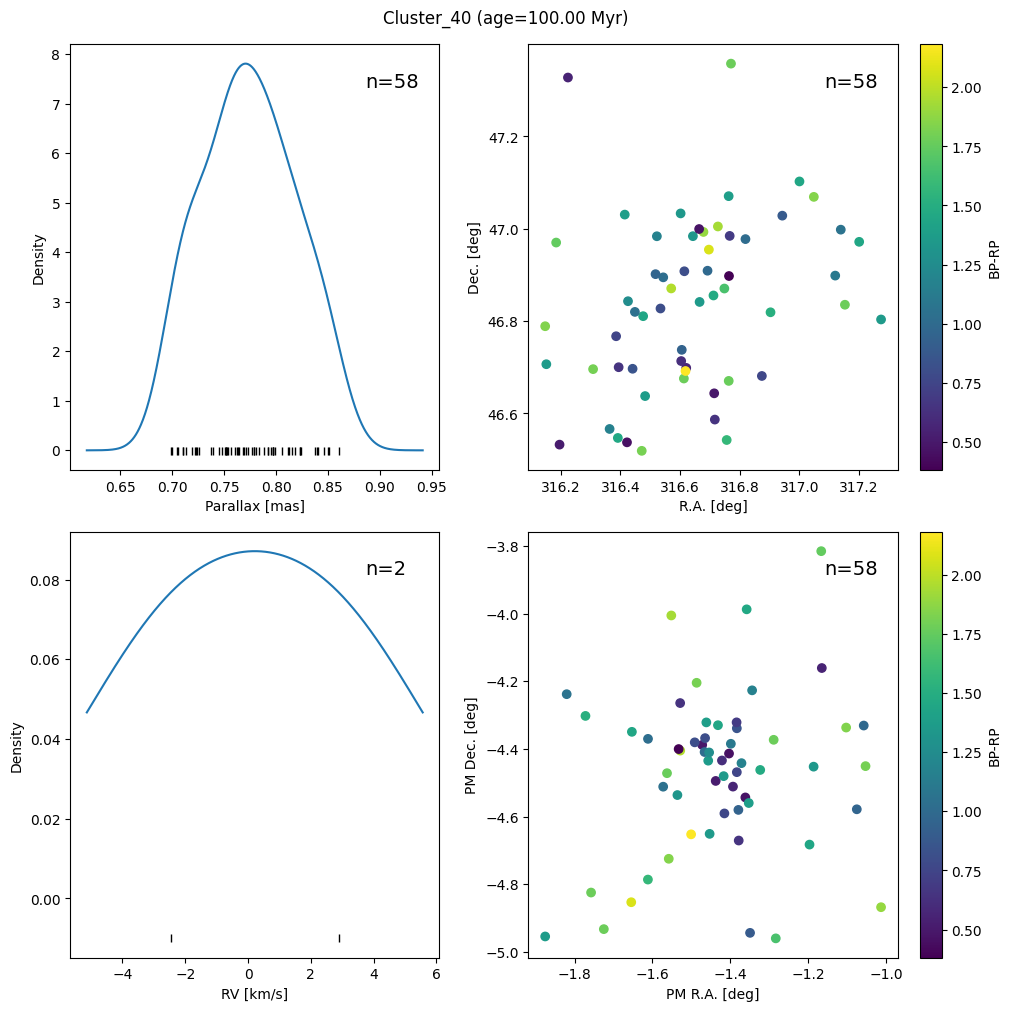 Cluster_40 (age=100.00 Myr)
n=58
8
7
6
5
4
3
2
1
0
Density
0.65 0.70 0.75 0.80 0.85 0.90 0.95
Parallax [mas]
n=58
47.2
47.0
46.8
46.6
Dec. [deg]
316.2 316.4 316.6 316.8 317.0 317.2
R.A. [deg]
2.00
1.75
1.50
1.25
1.00
0.75
0.50
BP-RP
n=2
0.08
0.06
0.04
0.02
0.00
Density
−4 −2 0 2 4 6
RV [km/s]
n=58
−3.8
−4.0
−4.2
−4.4
−4.6
−4.8
−5.0
PM Dec. [deg]
−1.8 −1.6 −1.4 −1.2 −1.0
PM R.A. [deg]
2.00
1.75
1.50
1.25
1.00
0.75
0.50
BP-RP